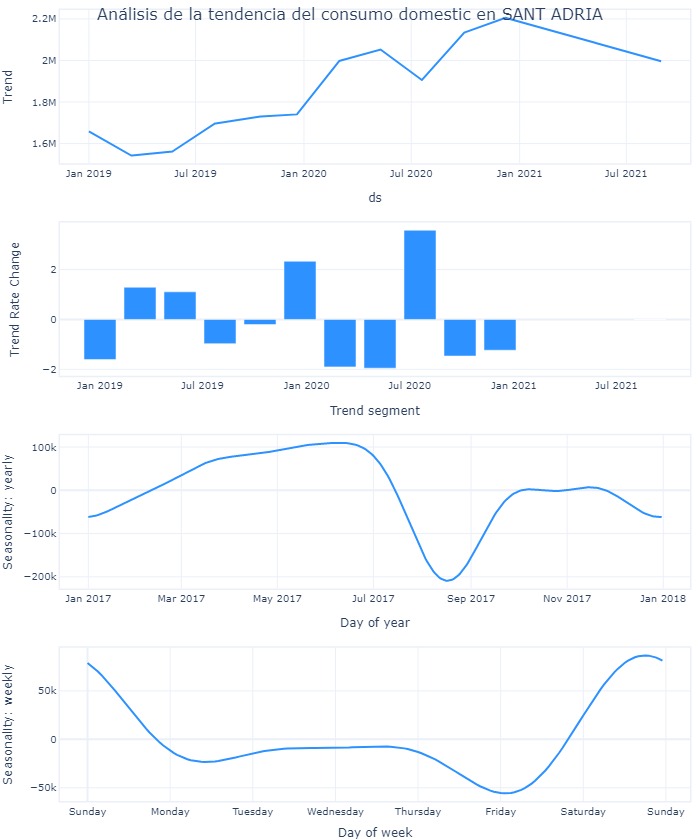 Análisis de la tendencia del consumo domestic en SANT ADRIA
Trend
2.2M
2M
1.8M
1.6M
Jan 2019 Jul 2019 Jan 2020 Jul 2020 Jan 2021 Jul 2021
ds
Trend Rate Change
2
0
−2
Jan 2019 Jul 2019 Jan 2020 Jul 2020 Jan 2021 Jul 2021
Trend segment
Seasonality: yearly
100k
0
−100k
−200k
Jan 2017 Mar 2017 May 2017 Jul 2017 Sep 2017 Nov 2017 Jan 2018
Day of year
Seasonality: weekly
50k
0
−50k
Sunday Monday Tuesday Wednesday Thursday Friday Saturday Sunday
Day of week